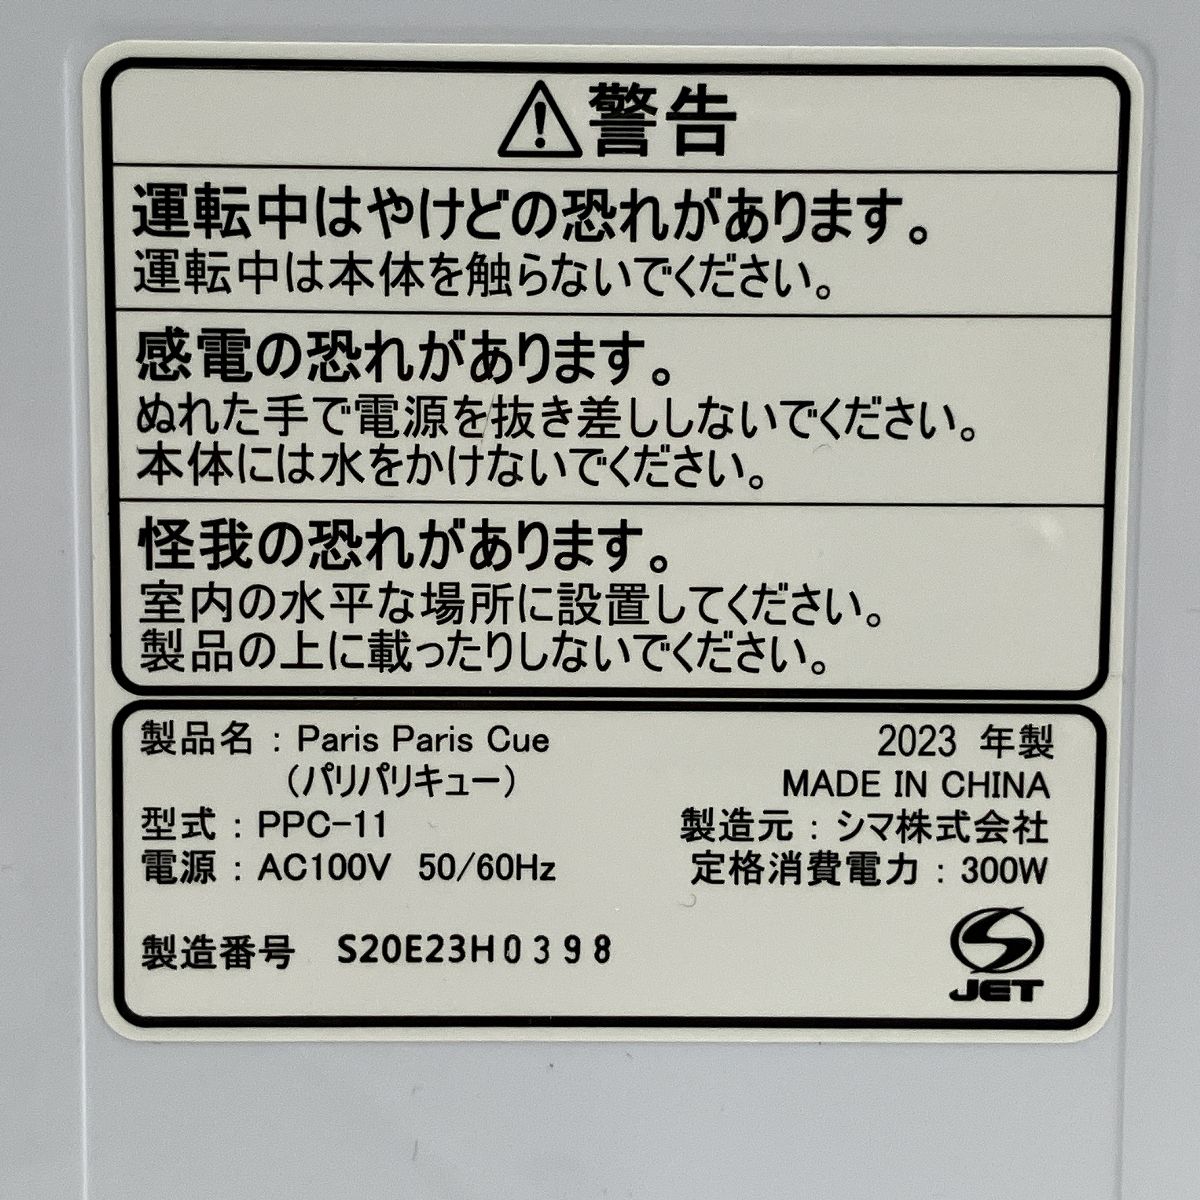 警告
運転中はやけどの恐れがあります。
運転中は本体を触らないでください。
感電の恐れがあります。
ぬれた手で電源を抜き差ししないでください。
本体には水をかけないでください。
怪我の恐れがあります。
室内の水平な場所に設置してください。
製品の上に載ったりしないでください。
製品名：Paris Paris Cue
（パリパリキュー）
型式：PPC-11
電源：AC100V 50/60Hz
2023 年製
MADE IN CHINA
製造元：シマ株式会社
定格消費電力：300W
製造番号 S20E23H0398
JET